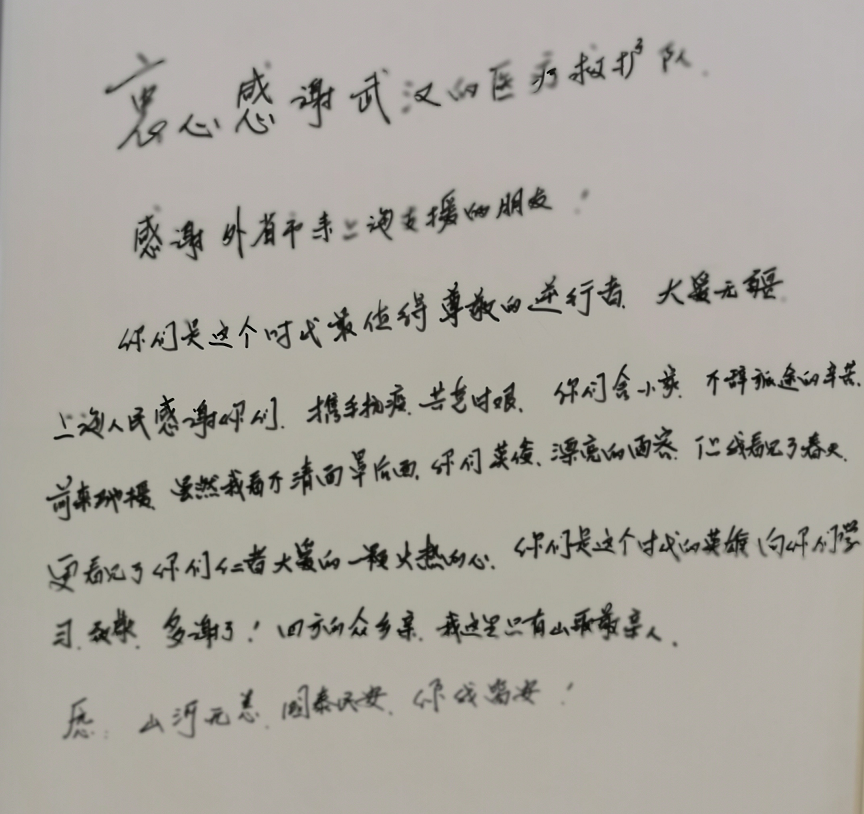 衷心感谢武汉的医疗救护队.
感谢外省市来上海支援的朋友!
你们是这个时代最值得尊敬的逆行者. 大爱无疆.
上海人民感谢你们. 携手抗疫. 共克时艰. 你们舍小家. 不辞旅途的辛苦.
前来驰援. 虽然我看不清面罩后面. 你们英俊. 漂亮的面容. 但我看见了春天.
更看见了你们仁者大爱的一颗火热的心. 你们是这个时代的英雄 向你们学
习. 致敬. 多谢了! 四方的众乡亲. 我这里只有山歌敬亲人.
愿: 山河无恙. 国泰民安. 你我皆安!